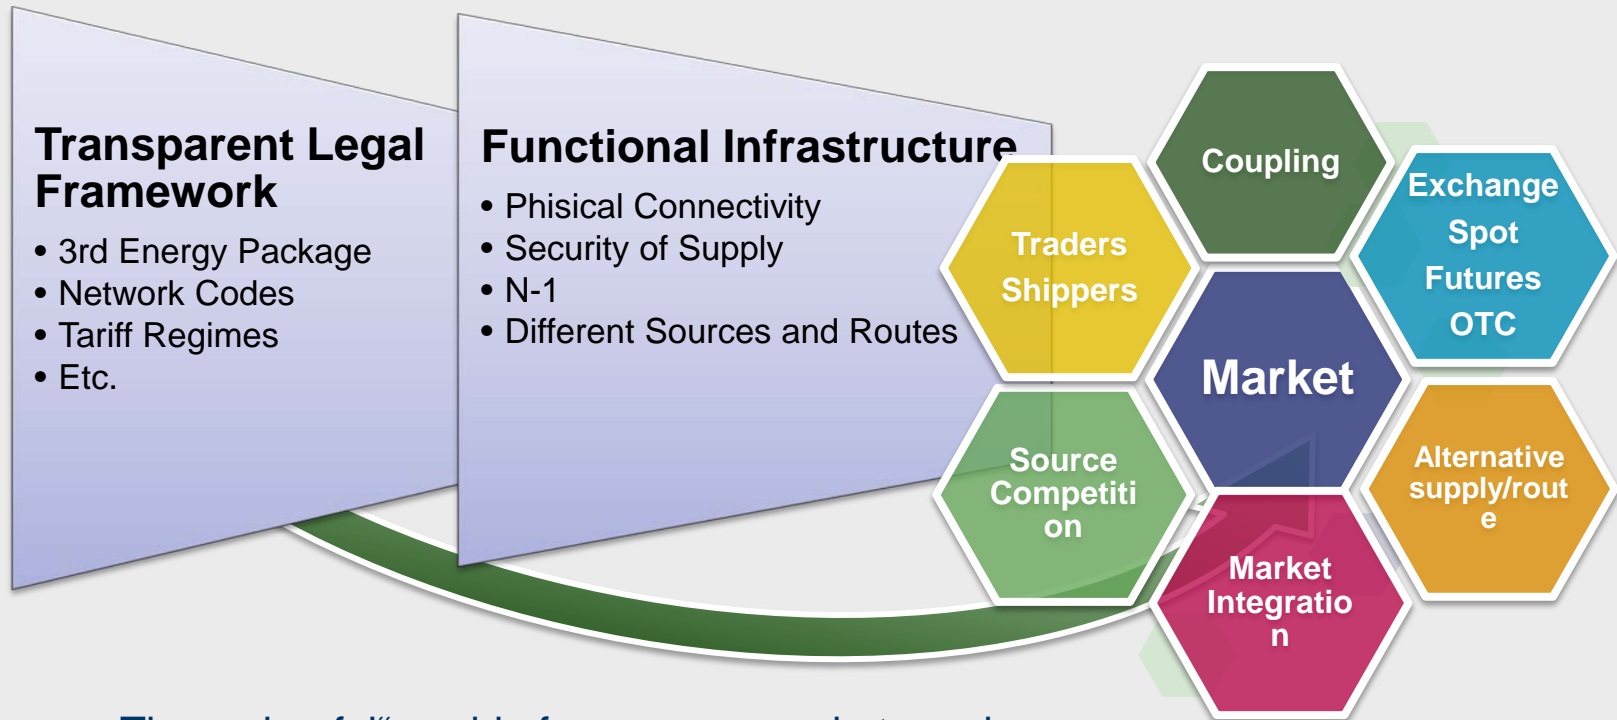 Transparent Legal
Framework
• 3rd Energy Package
• Network Codes
• Tariff Regimes
• Etc.
Functional Infrastructure
• Phisical Connectivity
• Security of Supply
• N-1
• Different Sources and Routes
Coupling
Traders
Shippers
Exchange
Spot
Futures
OTC
Market
Source
Competiti
on
Alternative
supply/rout
e
Market
Integratio
n